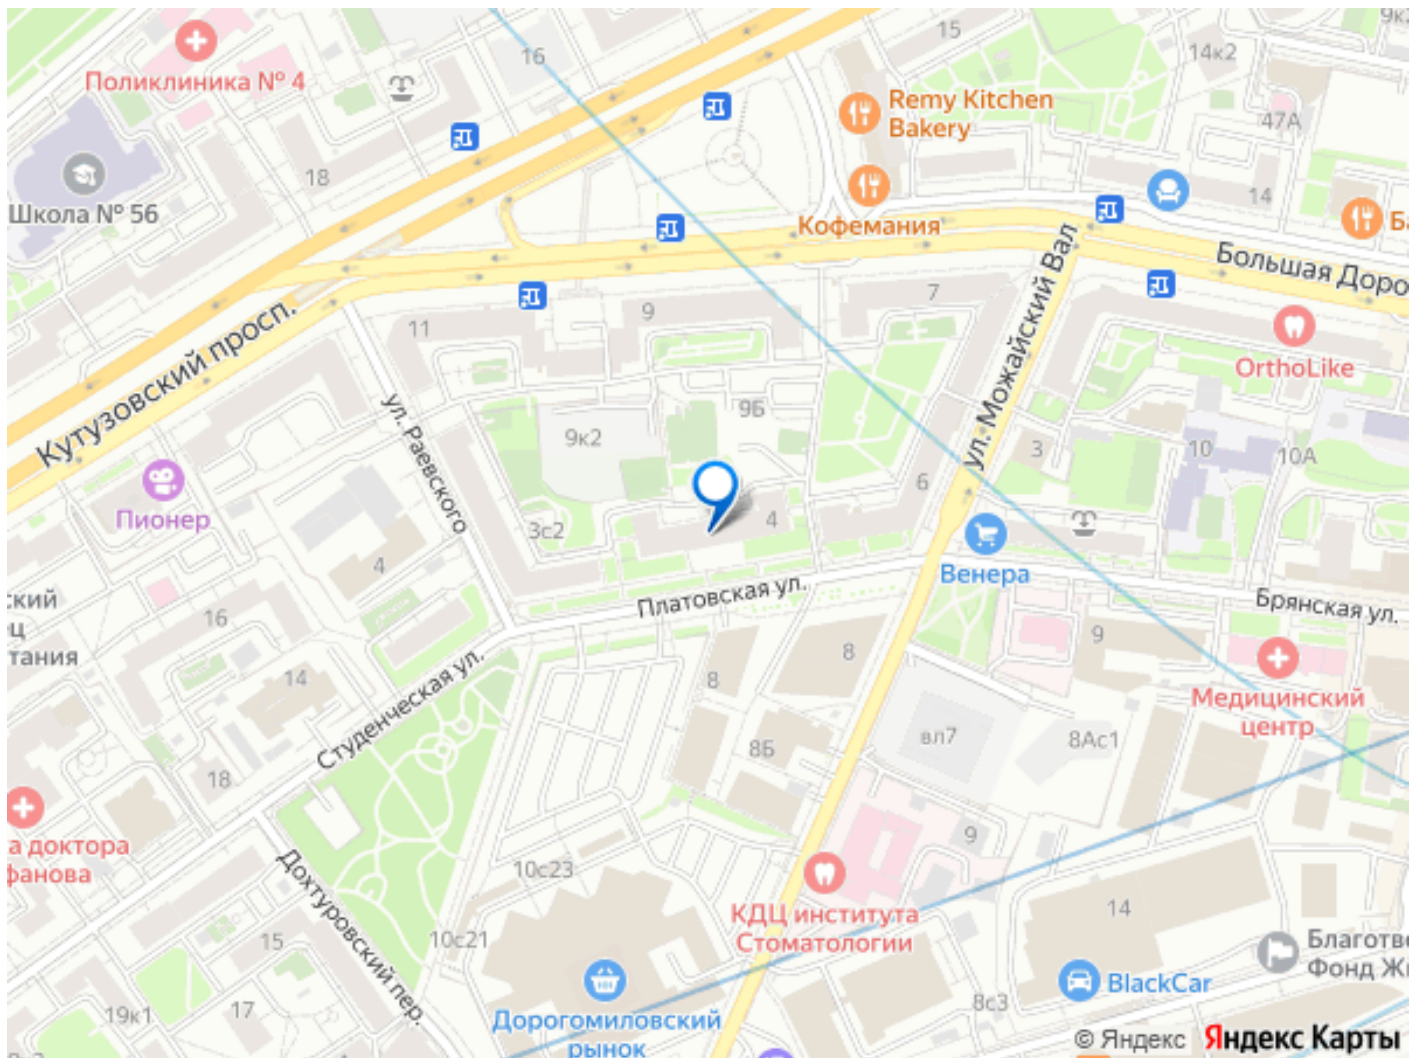 9к2
15
16
14к2
Поликлиника № 4
Remy Kitchen
Bakery
47А
18
Школа № 56
14
Кофемания
Ба
ул. Можайский Вал
Большая Доро
Кутузовский просп.
11
9
7
OrthoLike
ул. Раевского
9Б
9к2
3
10
10А
6
Пионер
3с2
4
4
Венера
Платовская ул.
Брянская ул.
ский
ц
тания
16
9
8
8
Медицинский
центр
14
Студенческая ул.
вл7
8Ас1
8Б
18
9
а доктора
фанова
10с23
Дохтуровский пер.
КДЦ института
Стоматологии
14
15
10с21
Благотво
Фонд Жи
BlackCar
8с3
19к1
17
Дорогомиловский
рынок
© Яндекс Яндекс Карты